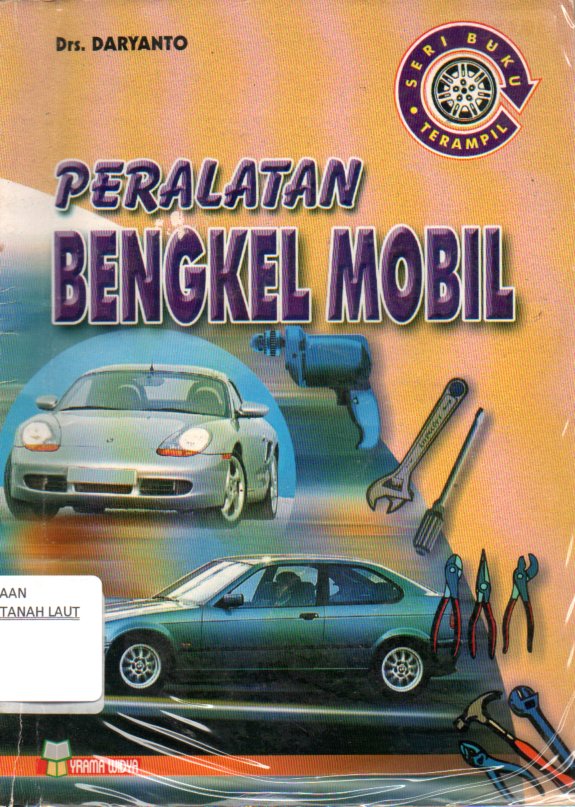 Drs. DARYANTO
SERI BUKU
TERAMPIL
PERALATAN
BENGKEL MOBIL
AAN
TANAH LAUT
YRAMA WIDYA